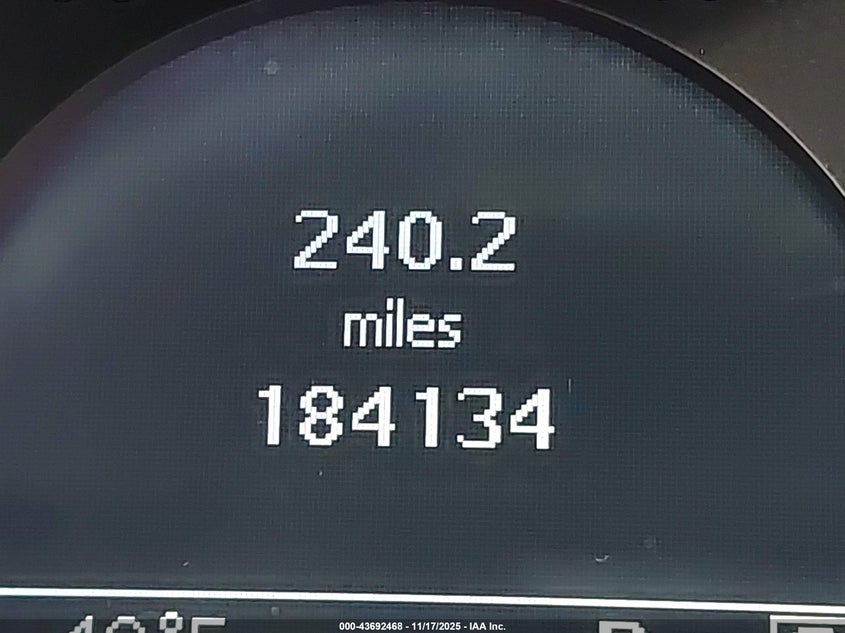 240.2
miles
184134
000-43692468 - 11/17/2025 - IAA Inc.